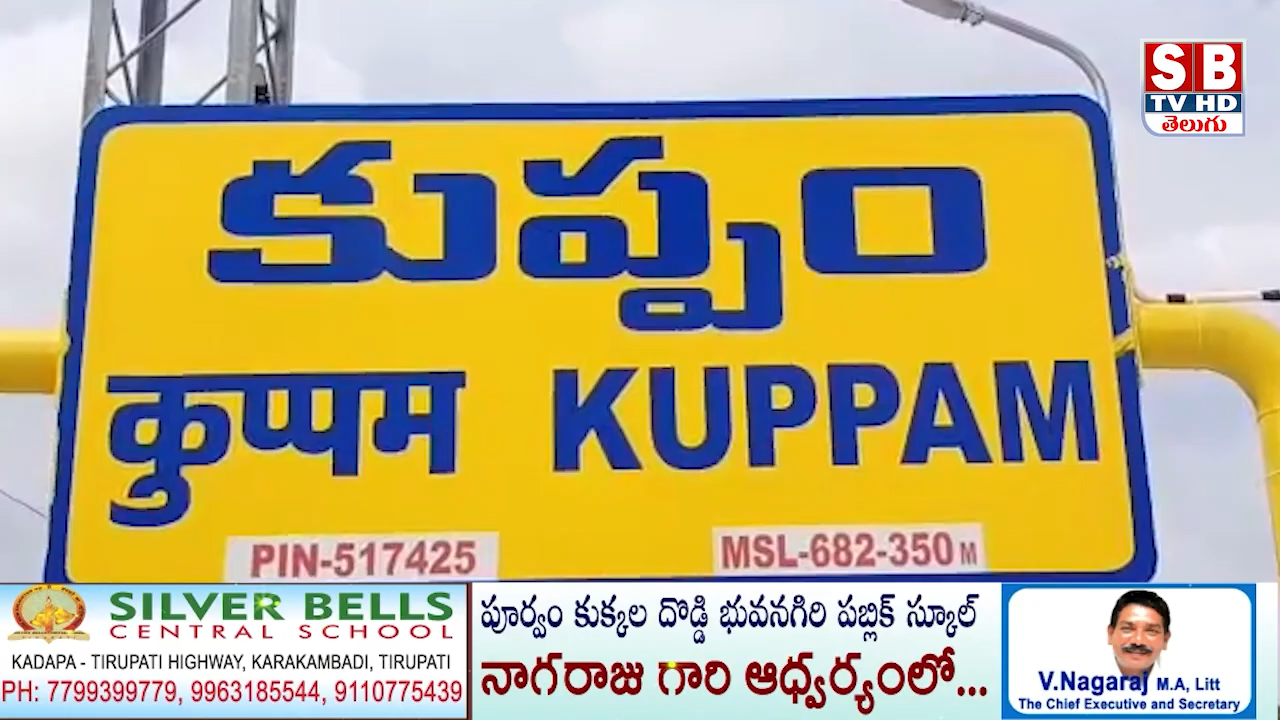 SB
TV HD
తెలుగు
కుప్పం
कुप्पम KUPPAM
PIN-517425 MSL-682-350 M
SILVER BELLS
CENTRAL SCHOOL
KADAPA - TIRUPATI HIGHWAY, KARAKAMBADI, TIRUPATI
PH: 7799399779, 9963185544, 9110775439
పూర్వం కుక్కల దొడ్డి భువనగిరి పబ్లిక్ స్కూల్
నాగరాజు గారి ఆధ్వర్యంలో...
V.Nagaraj M.A, Litt
The Chief Executive and Secretary